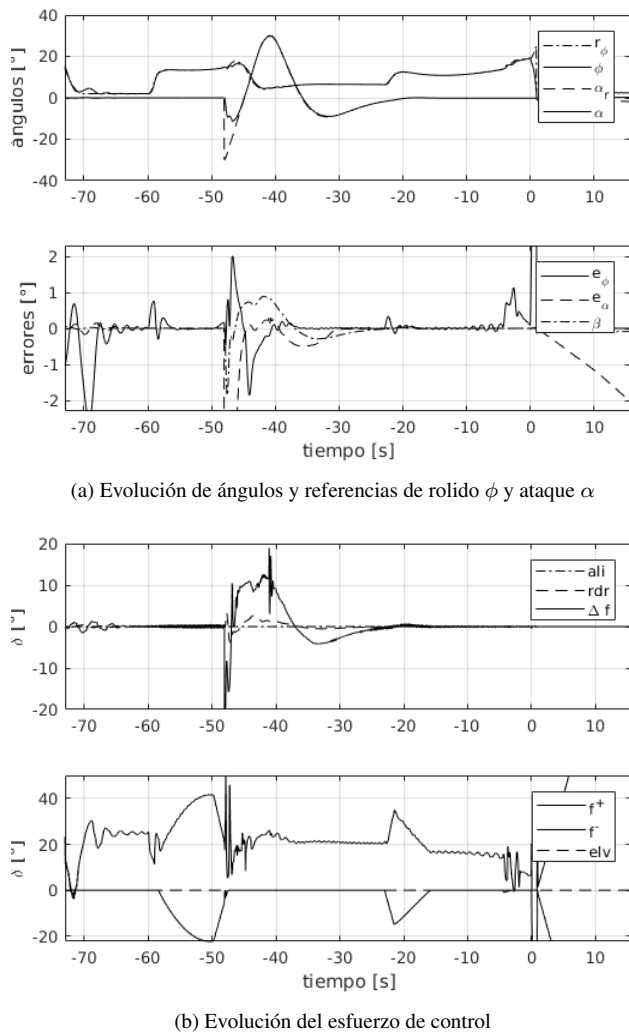 40
20
0
-20
40
ángulos [°]
r_ϕ
ϕ
α_r
α
-70 -60 -50 -40 -30 -20 -10 0 10
2
1
0
-1
-2
errores [°]
e_ϕ
e_α
β
-70 -60 -50 -40 -30 -20 -10 0 10
tiempo [s]
(a) Evolución de ángulos y referencias de rolido ϕ y ataque α
20
10
0
-10
-20
δ [°]
ali
rdr
Δ f
-70 -60 -50 -40 -30 -20 -10 0 10
40
20
0
-20
δ [°]
f⁺
f⁻
elv
-70 -60 -50 -40 -30 -20 -10 0 10
tiempo [s]
(b) Evolución del esfuerzo de control